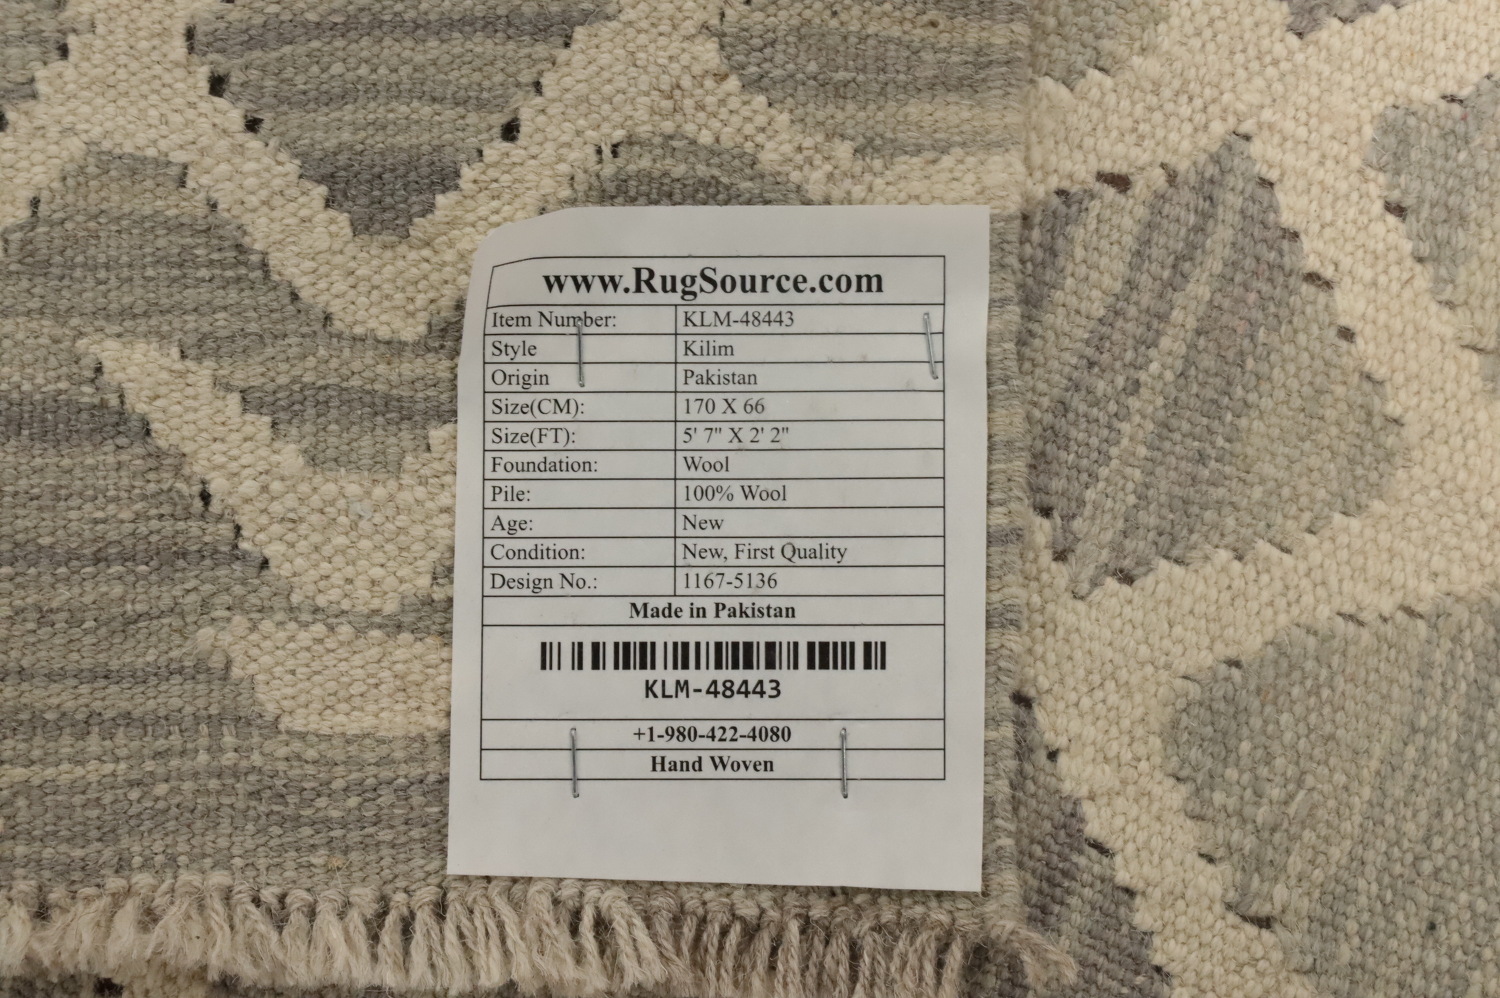 www.RugSource.com
Item Number: KLM-48443
Style Kilim
Origin Pakistan
Size(CM): 170 X 66
Size(FT): 5' 7" X 2' 2"
Foundation: Wool
Pile: 100% Wool
Age: New
Condition: New, First Quality
Design No.: 1167-5136
Made in Pakistan
KLM-48443
+1-980-422-4080
Hand Woven